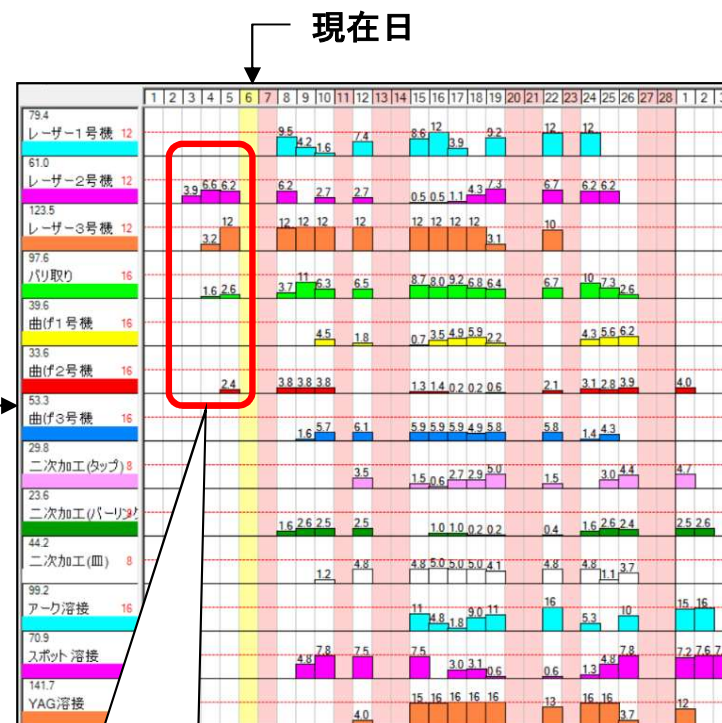 現在日
1 2 3 4 5 6 7 8 9 10 11 12 13 14 15 16 17 18 19 20 21 22 23 24 25 26 27 28 1 2
79.4
レーザー1号機 12 9.5 4.2 1.6 7.4 8.6 12 3.9 9.2 12 12
61.0
レーザー2号機 12 3.9 6.6 6.2 6.2 2.7 2.7 0.5 0.5 1.1 4.3 7.3 6.7 6.2 6.2
123.5
レーザー3号機 12 3.2 12 12 12 12 12 12 12 12 12 3.1 10
97.6
バリ取り 16 1.6 2.6 3.7 11 6.3 6.5 8.7 8.0 9.2 6.8 6.4 6.7 10 7.3 2.6
39.6
曲げ1号機 16 4.5 1.8 0.7 3.5 4.9 5.9 2.2 4.3 5.6 6.2
33.6
曲げ2号機 16 2.4 3.8 3.8 3.8 1.3 1.4 0.2 0.2 0.6 2.1 3.1 2.8 3.9 4.0
53.3
曲げ3号機 16 1.6 5.7 6.1 5.9 5.9 5.9 4.9 5.8 5.8 1.4 4.3
29.8
二次加工(タップ) 8 3.5 1.5 0.6 2.7 2.9 5.0 1.5 3.0 4.4 4.7
23.6
二次加工(バーリング 1.6 2.6 2.5 2.5 1.0 1.0 0.2 0.2 0.4 1.6 2.6 2.4 2.5 2.6
44.2
二次加工(皿) 8 1.2 4.8 4.8 5.0 5.0 5.0 4.1 4.8 4.8 1.1 3.7
99.2
アーク溶接 16 11 4.8 1.8 9.0 11 16 5.3 10 15 16
70.9
スポット溶接 4.8 7.8 7.5 7.5 3.0 3.1 0.6 0.6 1.3 4.8 7.8 7.2 7.6 7
141.7
YAG溶接 4.0 15 16 16 16 16 13 16 16 3.7 12